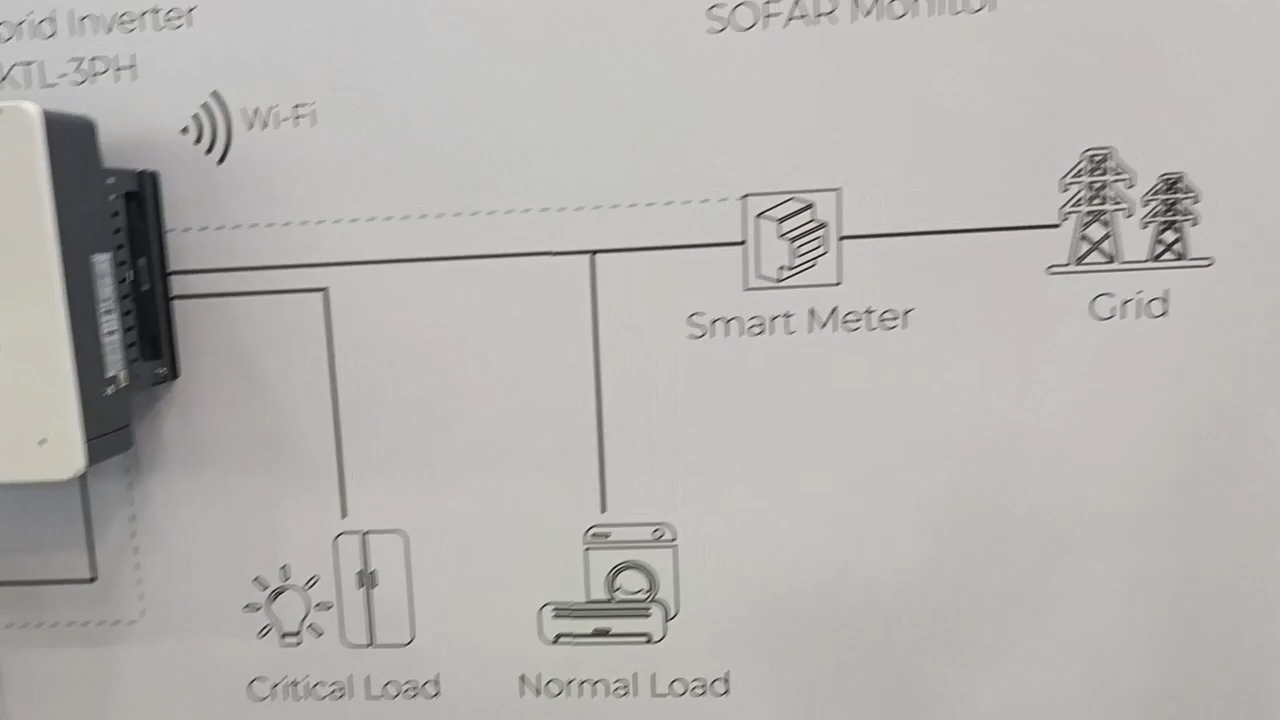 SOFAR Monitor
brid Inverter
KTL-3PH
Wi-Fi
Smart Meter
Grid
Critical Load
Normal Load